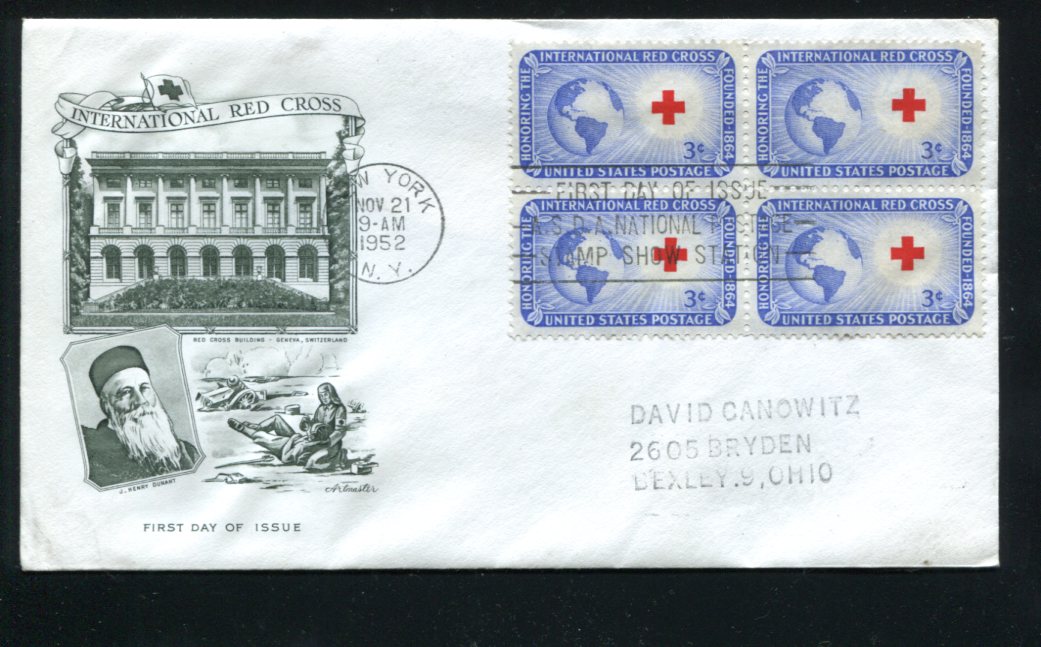 INTERNATIONAL RED CROSS
RED CROSS BUILDING - GENEVA, SWITZERLAND
J. HENRY DUNANT
Artmaster
FIRST DAY OF ISSUE
W YORK
NOV. 21
9-AM
1952
N. Y.
HONORING THE
INTERNATIONAL RED CROSS
FOUNDED-1864
3¢
UNITED STATES POSTAGE
HONORING THE
INTERNATIONAL RED CROSS
FOUNDED-1864
3¢
UNITED STATES POSTAGE
FIRST DAY OF ISSUE
A.S.D.A. NATIONAL POSTAGE
STAMP SHOW STATION
HONORING THE
INTERNATIONAL RED CROSS
FOUNDED-1864
3¢
UNITED STATES POSTAGE
HONORING THE
INTERNATIONAL RED CROSS
FOUNDED-1864
3¢
UNITED STATES POSTAGE
DAVID CANOWITZ
2605 BRYDEN
BEXLEY.9, OHIO